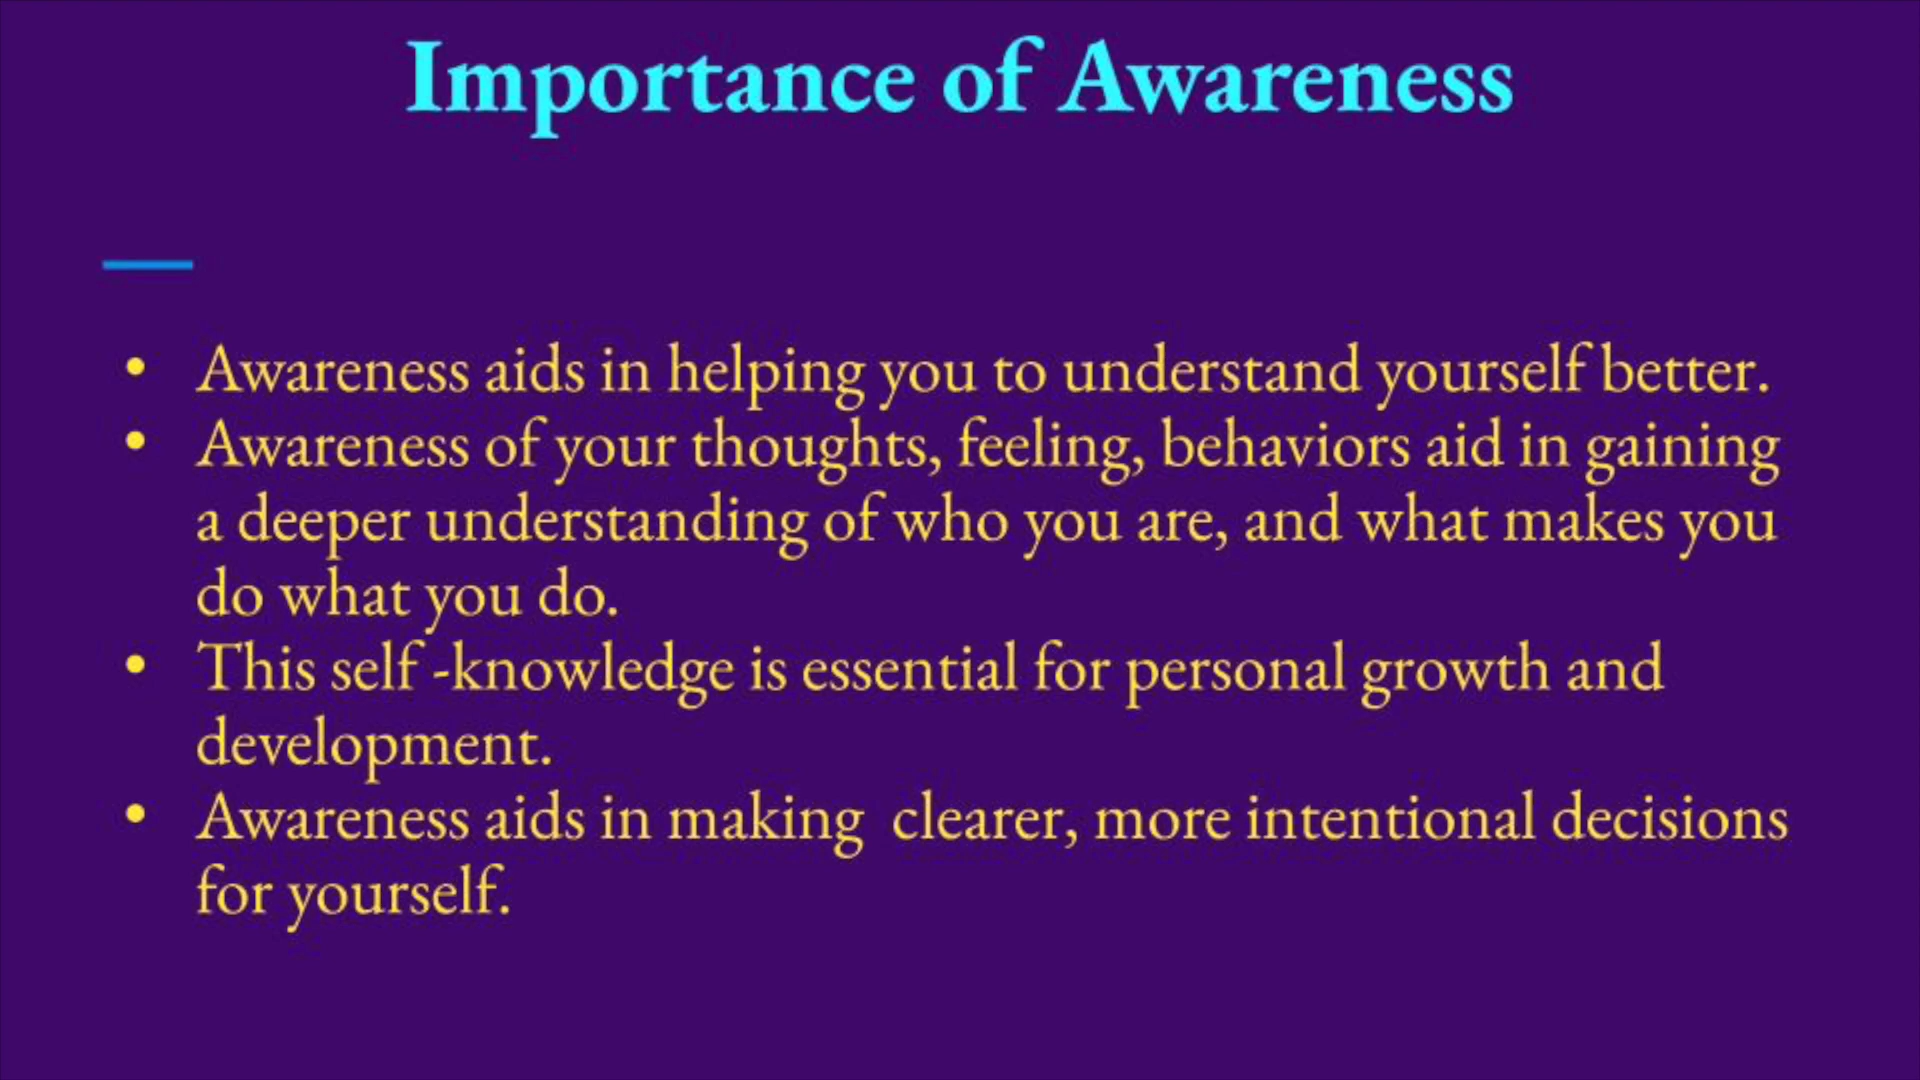 Importance of Awareness
• Awareness aids in helping you to understand yourself better.
• Awareness of your thoughts, feeling, behaviors aid in gaining
a deeper understanding of who you are, and what makes you
do what you do.
• This self -knowledge is essential for personal growth and
development.
• Awareness aids in making  clearer, more intentional decisions
for yourself.